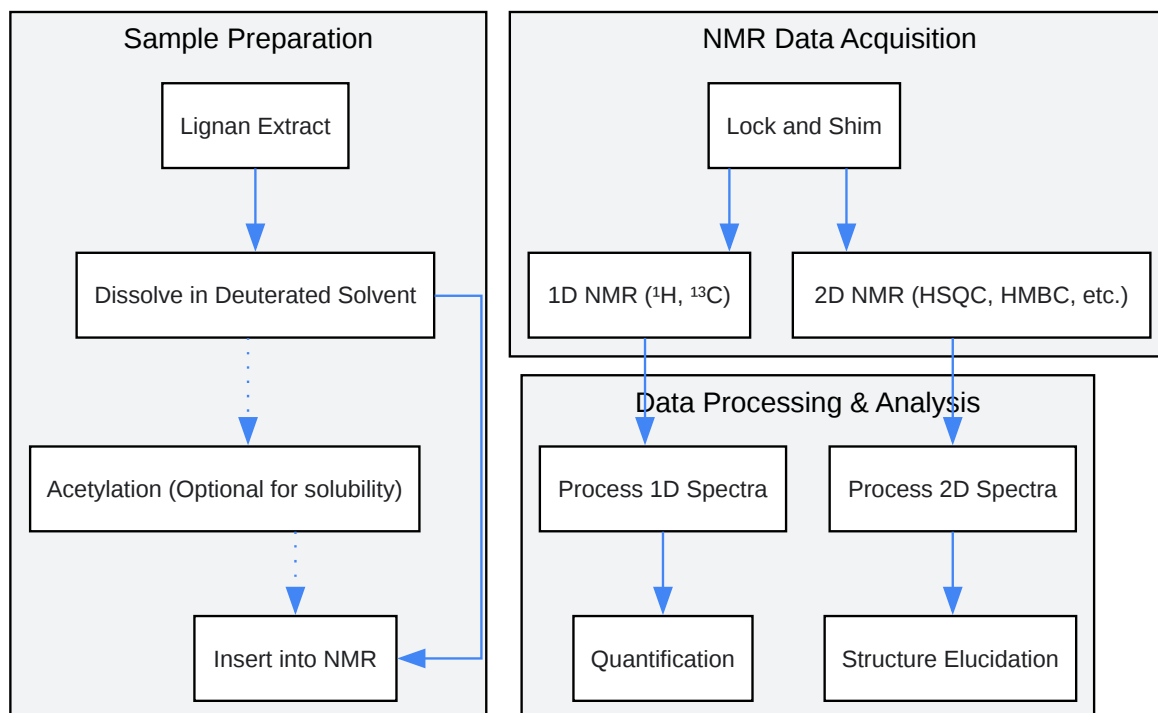 Sample Preparation
Lignan Extract
Dissolve in Deuterated Solvent
Acetylation (Optional for solubility)
Insert into NMR
NMR Data Acquisition
Lock and Shim
1D NMR (¹H, ¹³C)
2D NMR (HSQC, HMBC, etc.)
Data Processing & Analysis
Process 1D Spectra
Process 2D Spectra
Quantification
Structure Elucidation